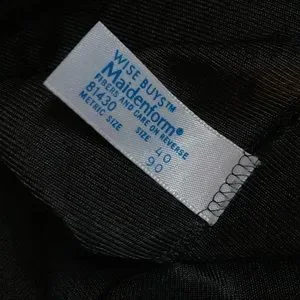 WISE BUYS™
Maidenform®
FIBERS AND CARE ON REVERSE
81430
SIZE 40
METRIC SIZE 90